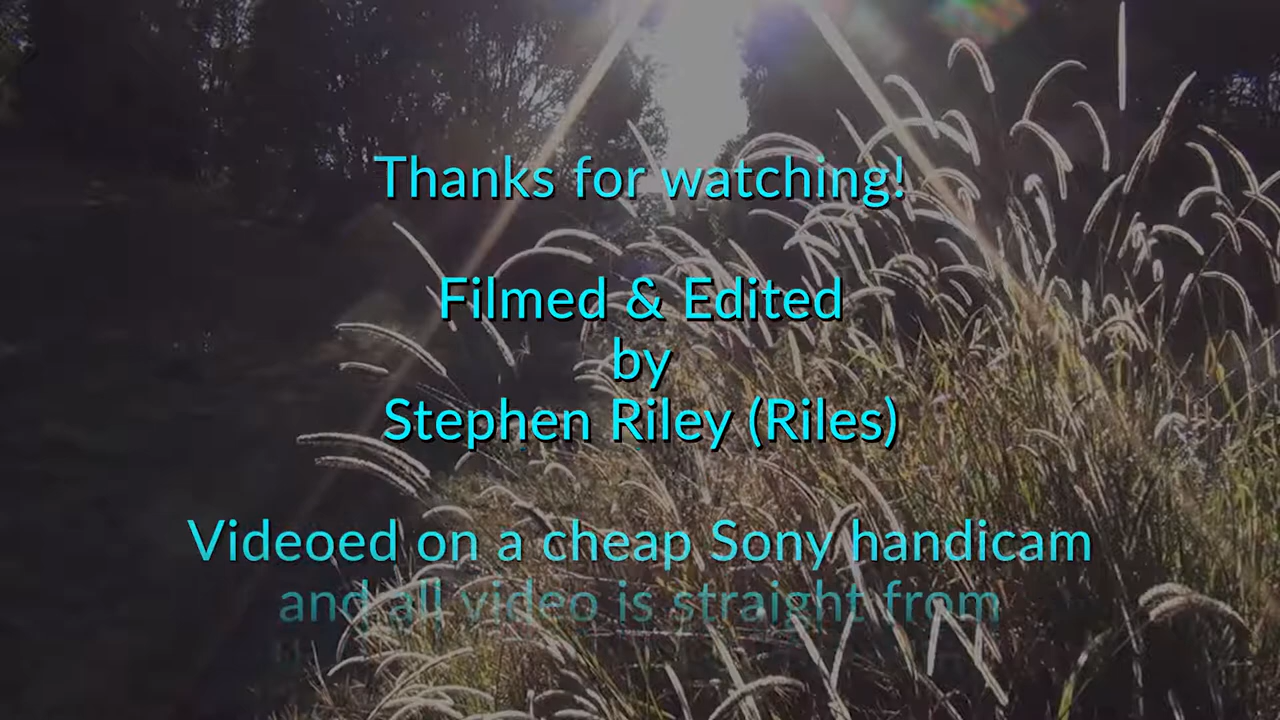 Thanks for watching!
Filmed & Edited
by
Stephen Riley (Riles)
Videoed on a cheap Sony handicam
and all video is straight from